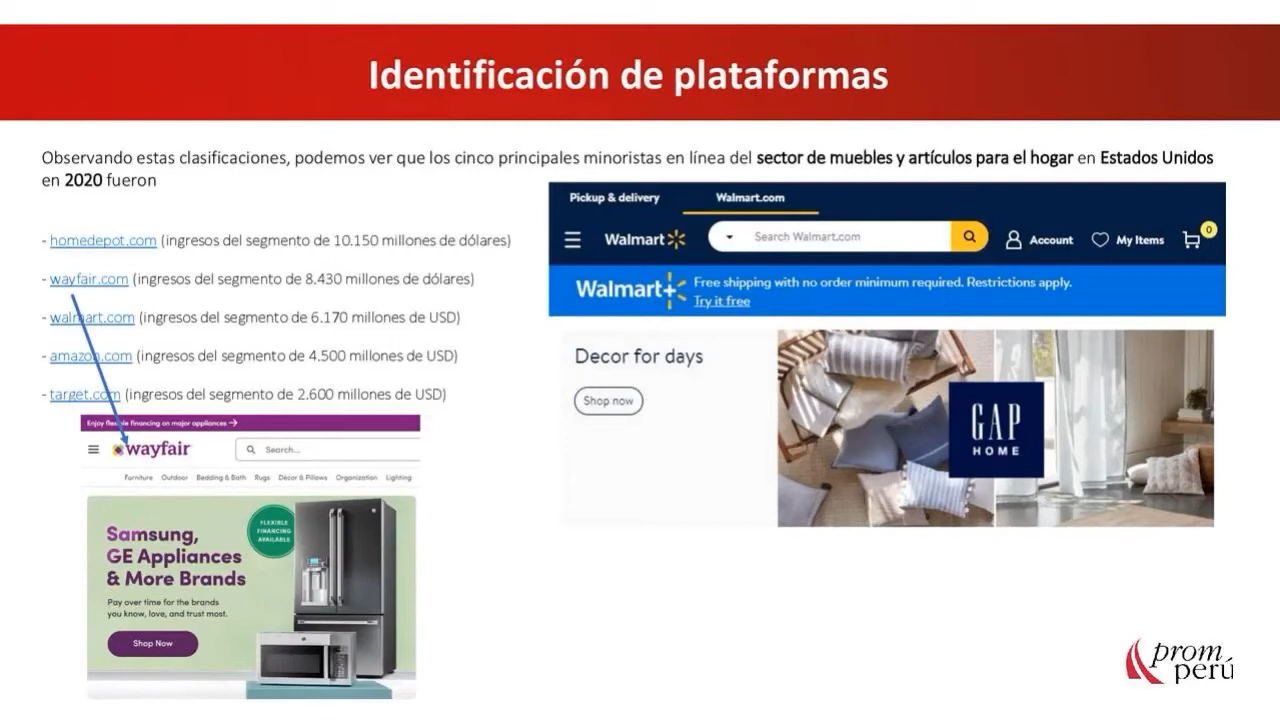 Identificación de plataformas
Observando estas clasificaciones, podemos ver que los cinco principales minoristas en línea del sector de muebles y artículos para el hogar en Estados Unidos
en 2020 fueron
- homedepot.com (ingresos del segmento de 10.150 millones de dólares)
- wayfair.com (ingresos del segmento de 8.430 millones de dólares)
- walmart.com (ingresos del segmento de 6.170 millones de USD)
- amazon.com (ingresos del segmento de 4.500 millones de USD)
- target.com (ingresos del segmento de 2.600 millones de USD)
Enjoy flexible financing on major appliances →
wayfair
Search...
Furniture Outdoor Bedding & Bath Rugs Décor & Pillows Organization Lighting
Samsung,
GE Appliances
& More Brands
Pay over time for the brands
you know, love, and trust most.
Shop Now
FLEXIBLE
FINANCING
AVAILABLE
Pickup & delivery Walmart.com
Walmart Search Walmart.com Account My Items 0
Walmart+ Free shipping with no order minimum required. Restrictions apply.
Try it free
Decor for days
Shop now
GAP
HOME
prom
perú